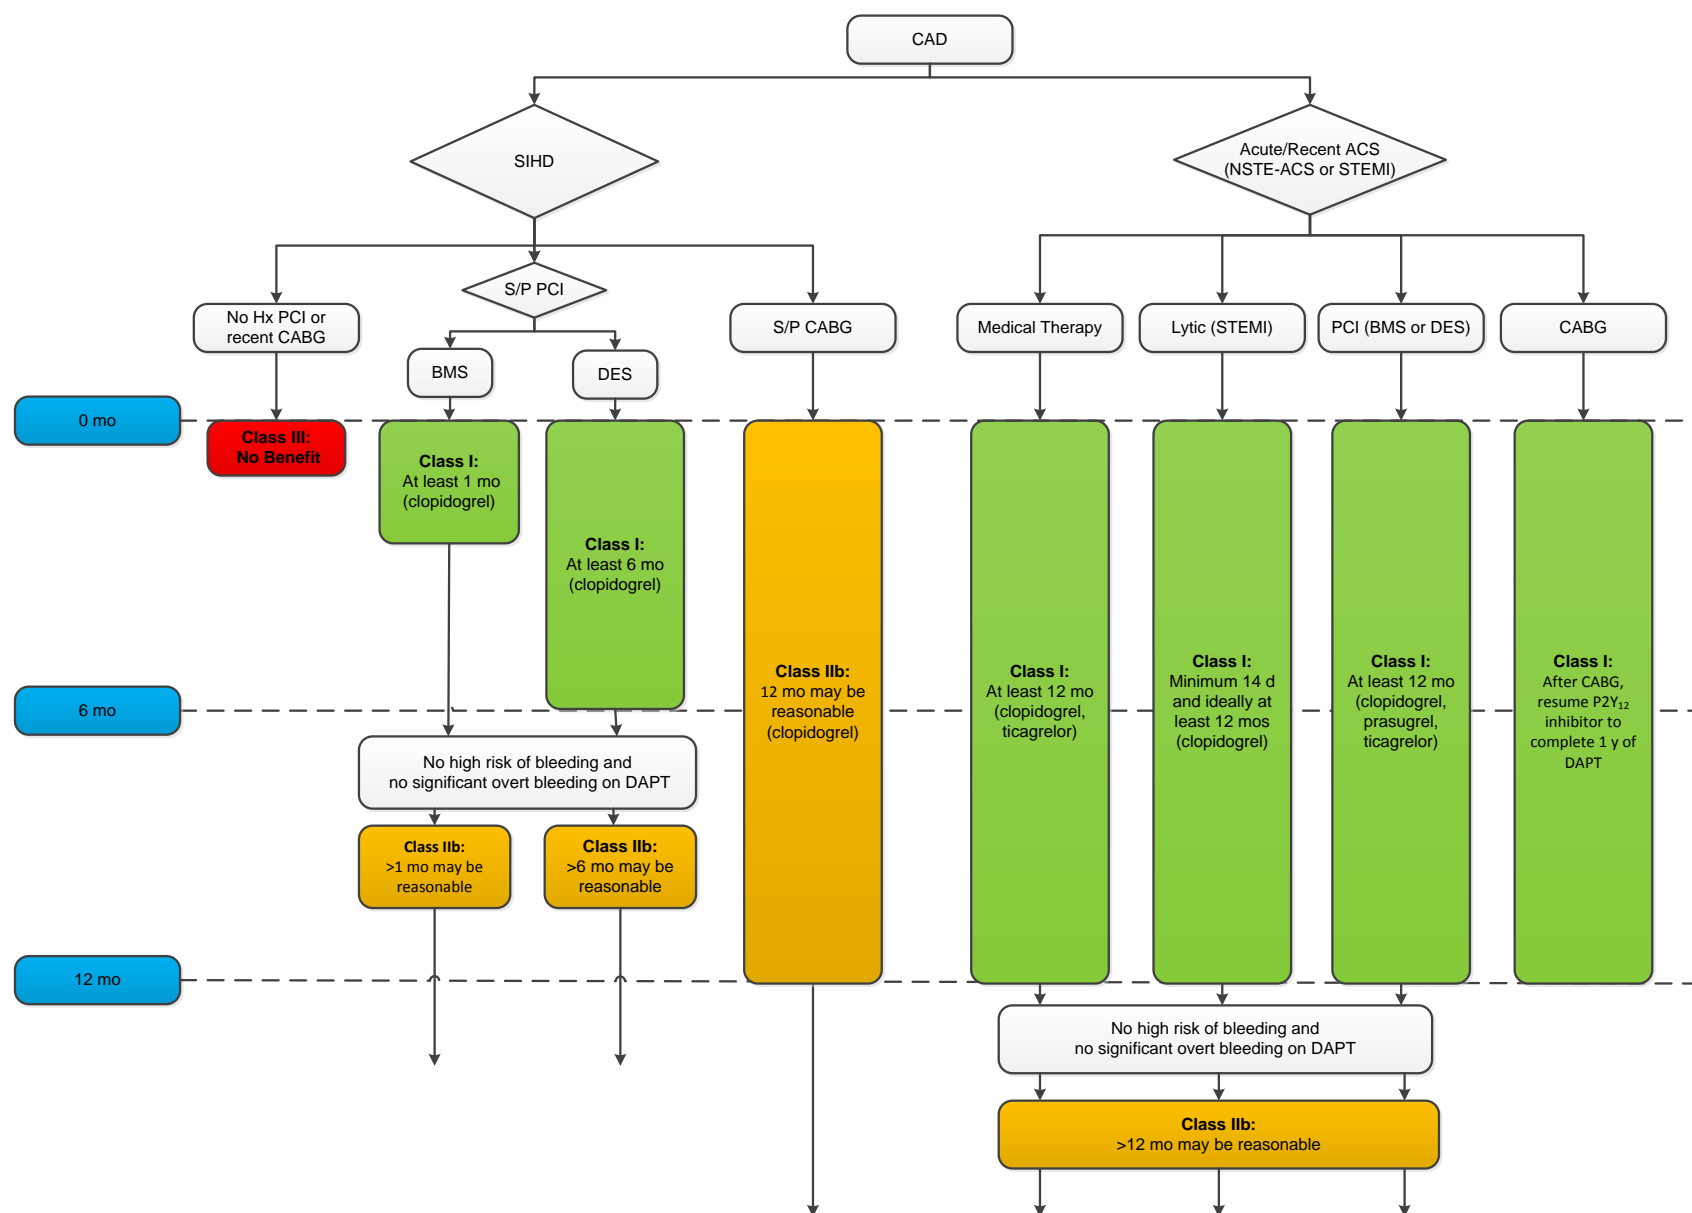 CAD
SIHD
Acute/Recent ACS
(NSTE-ACS or STEMI)
S/P PCI
No Hx PCI or
recent CABG
S/P CABG
Medical Therapy
Lytic (STEMI)
PCI (BMS or DES)
CABG
BMS
DES
0 mo
Class III:
No Benefit
Class I:
At least 1 mo
(clopidogrel)
Class I:
At least 6 mo
(clopidogrel)
Class IIb:
12 mo may be
reasonable
(clopidogrel)
Class I:
At least 12 mo
(clopidogrel,
ticagrelor)
Class I:
Minimum 14 d
and ideally at
least 12 mos
(clopidogrel)
Class I:
At least 12 mo
(clopidogrel,
prasugrel,
ticagrelor)
Class I:
After CABG,
resume P2Y₁₂
inhibitor to
complete 1 y of
DAPT
6 mo
No high risk of bleeding and
no significant overt bleeding on DAPT
Class IIb:
>1 mo may be
reasonable
Class IIb:
>6 mo may be
reasonable
12 mo
No high risk of bleeding and
no significant overt bleeding on DAPT
Class IIb:
>12 mo may be reasonable